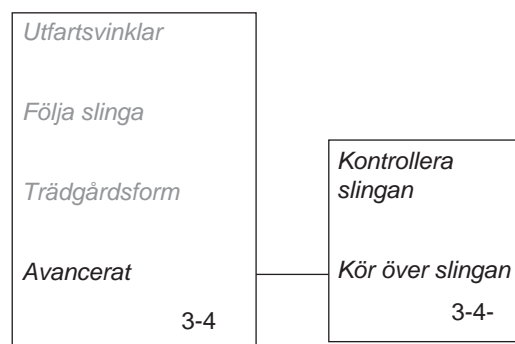 Utfartsvinklar
Följa slinga
Trädgårdsform
Avancerat
3-4
Kontrollera
slingan
Kör över slingan
3-4-